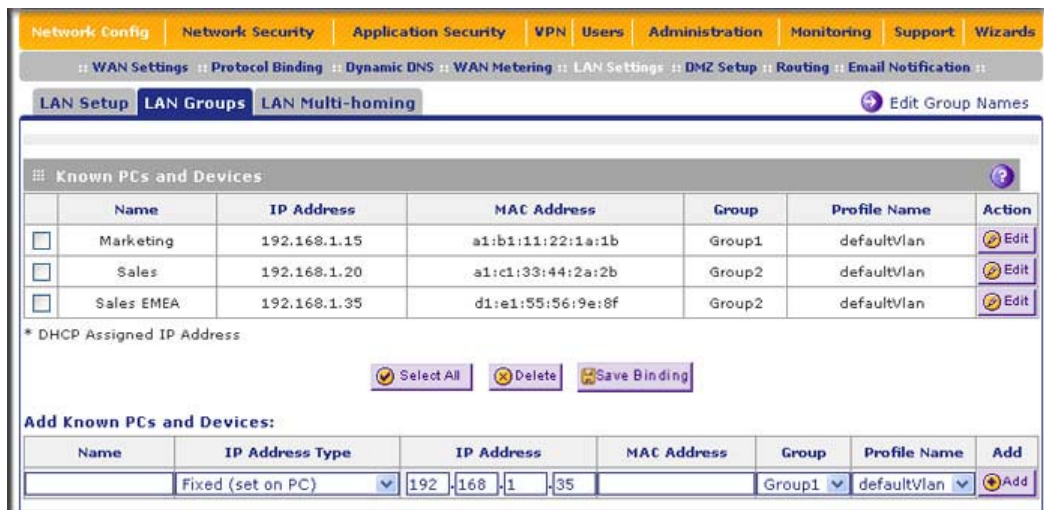 Network Config Network Security Application Security VPN Users Administration Monitoring Support Wizards
:: WAN Settings :: Protocol Binding :: Dynamic DNS :: WAN Metering :: LAN Settings :: DMZ Setup :: Routing :: Email Notification ::
LAN Setup LAN Groups LAN Multi-homing Edit Group Names
Known PCs and Devices ?
Name IP Address MAC Address Group Profile Name Action
Marketing 192.168.1.15 a1:b1:11:22:1a:1b Group1 defaultVlan Edit
Sales 192.168.1.20 a1:c1:33:44:2a:2b Group2 defaultVlan Edit
Sales EMEA 192.168.1.35 d1:e1:55:56:9e:8f Group2 defaultVlan Edit
* DHCP Assigned IP Address
Select All Delete Save Binding
Add Known PCs and Devices:
Name IP Address Type IP Address MAC Address Group Profile Name Add
Fixed (set on PC) 192 .168 .1 .35 Group1 defaultVlan Add